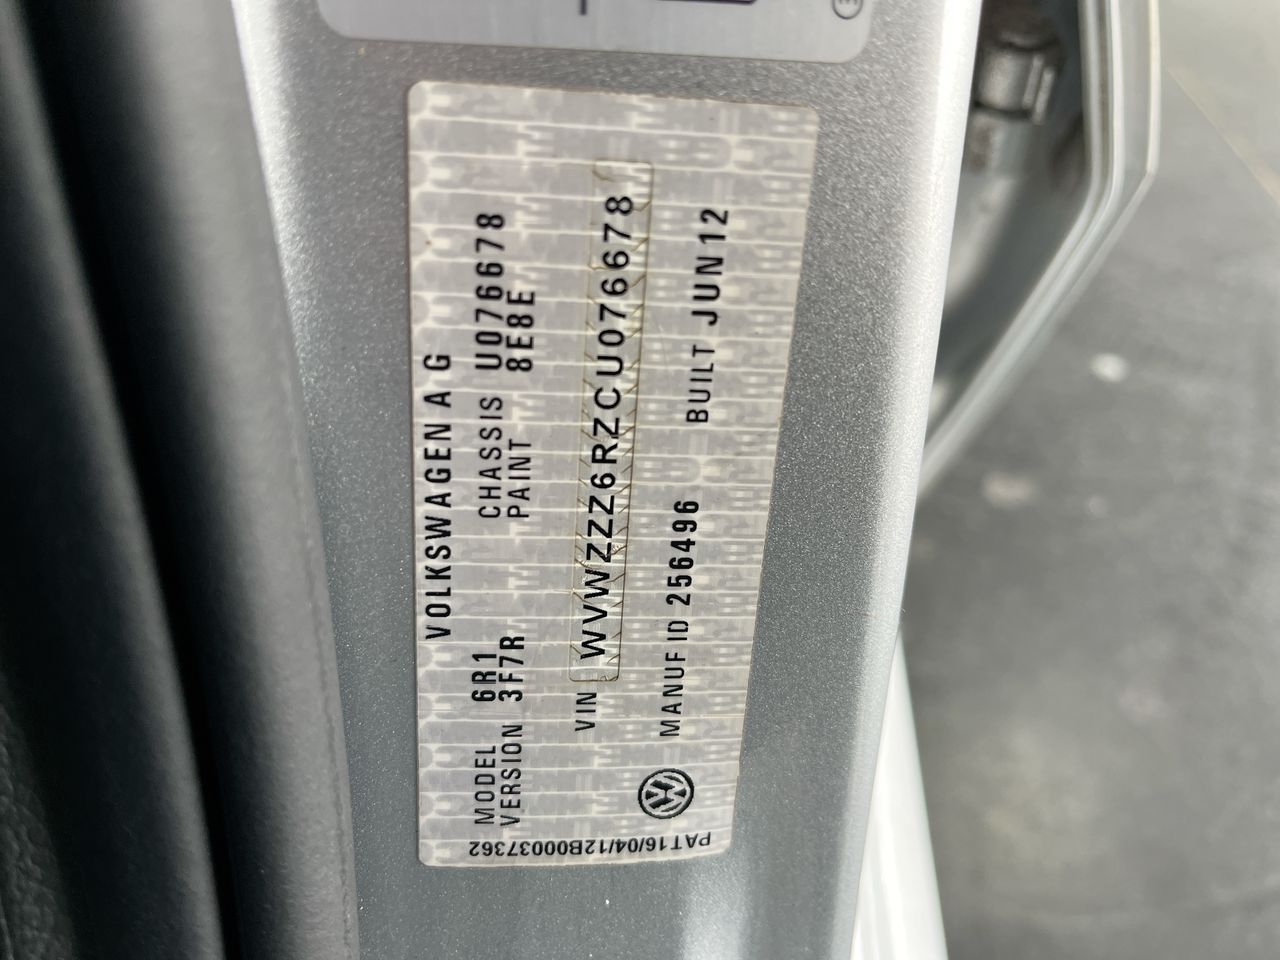 VOLKSWAGEN AG
MODEL 6R1 CHASSIS U076678
VERSION 3F7R PAINT 8E8E
VIN WVWZZZ6RZCU076678
MANUF ID 256496 BUILT JUN12
PAT16/04/12B00037362